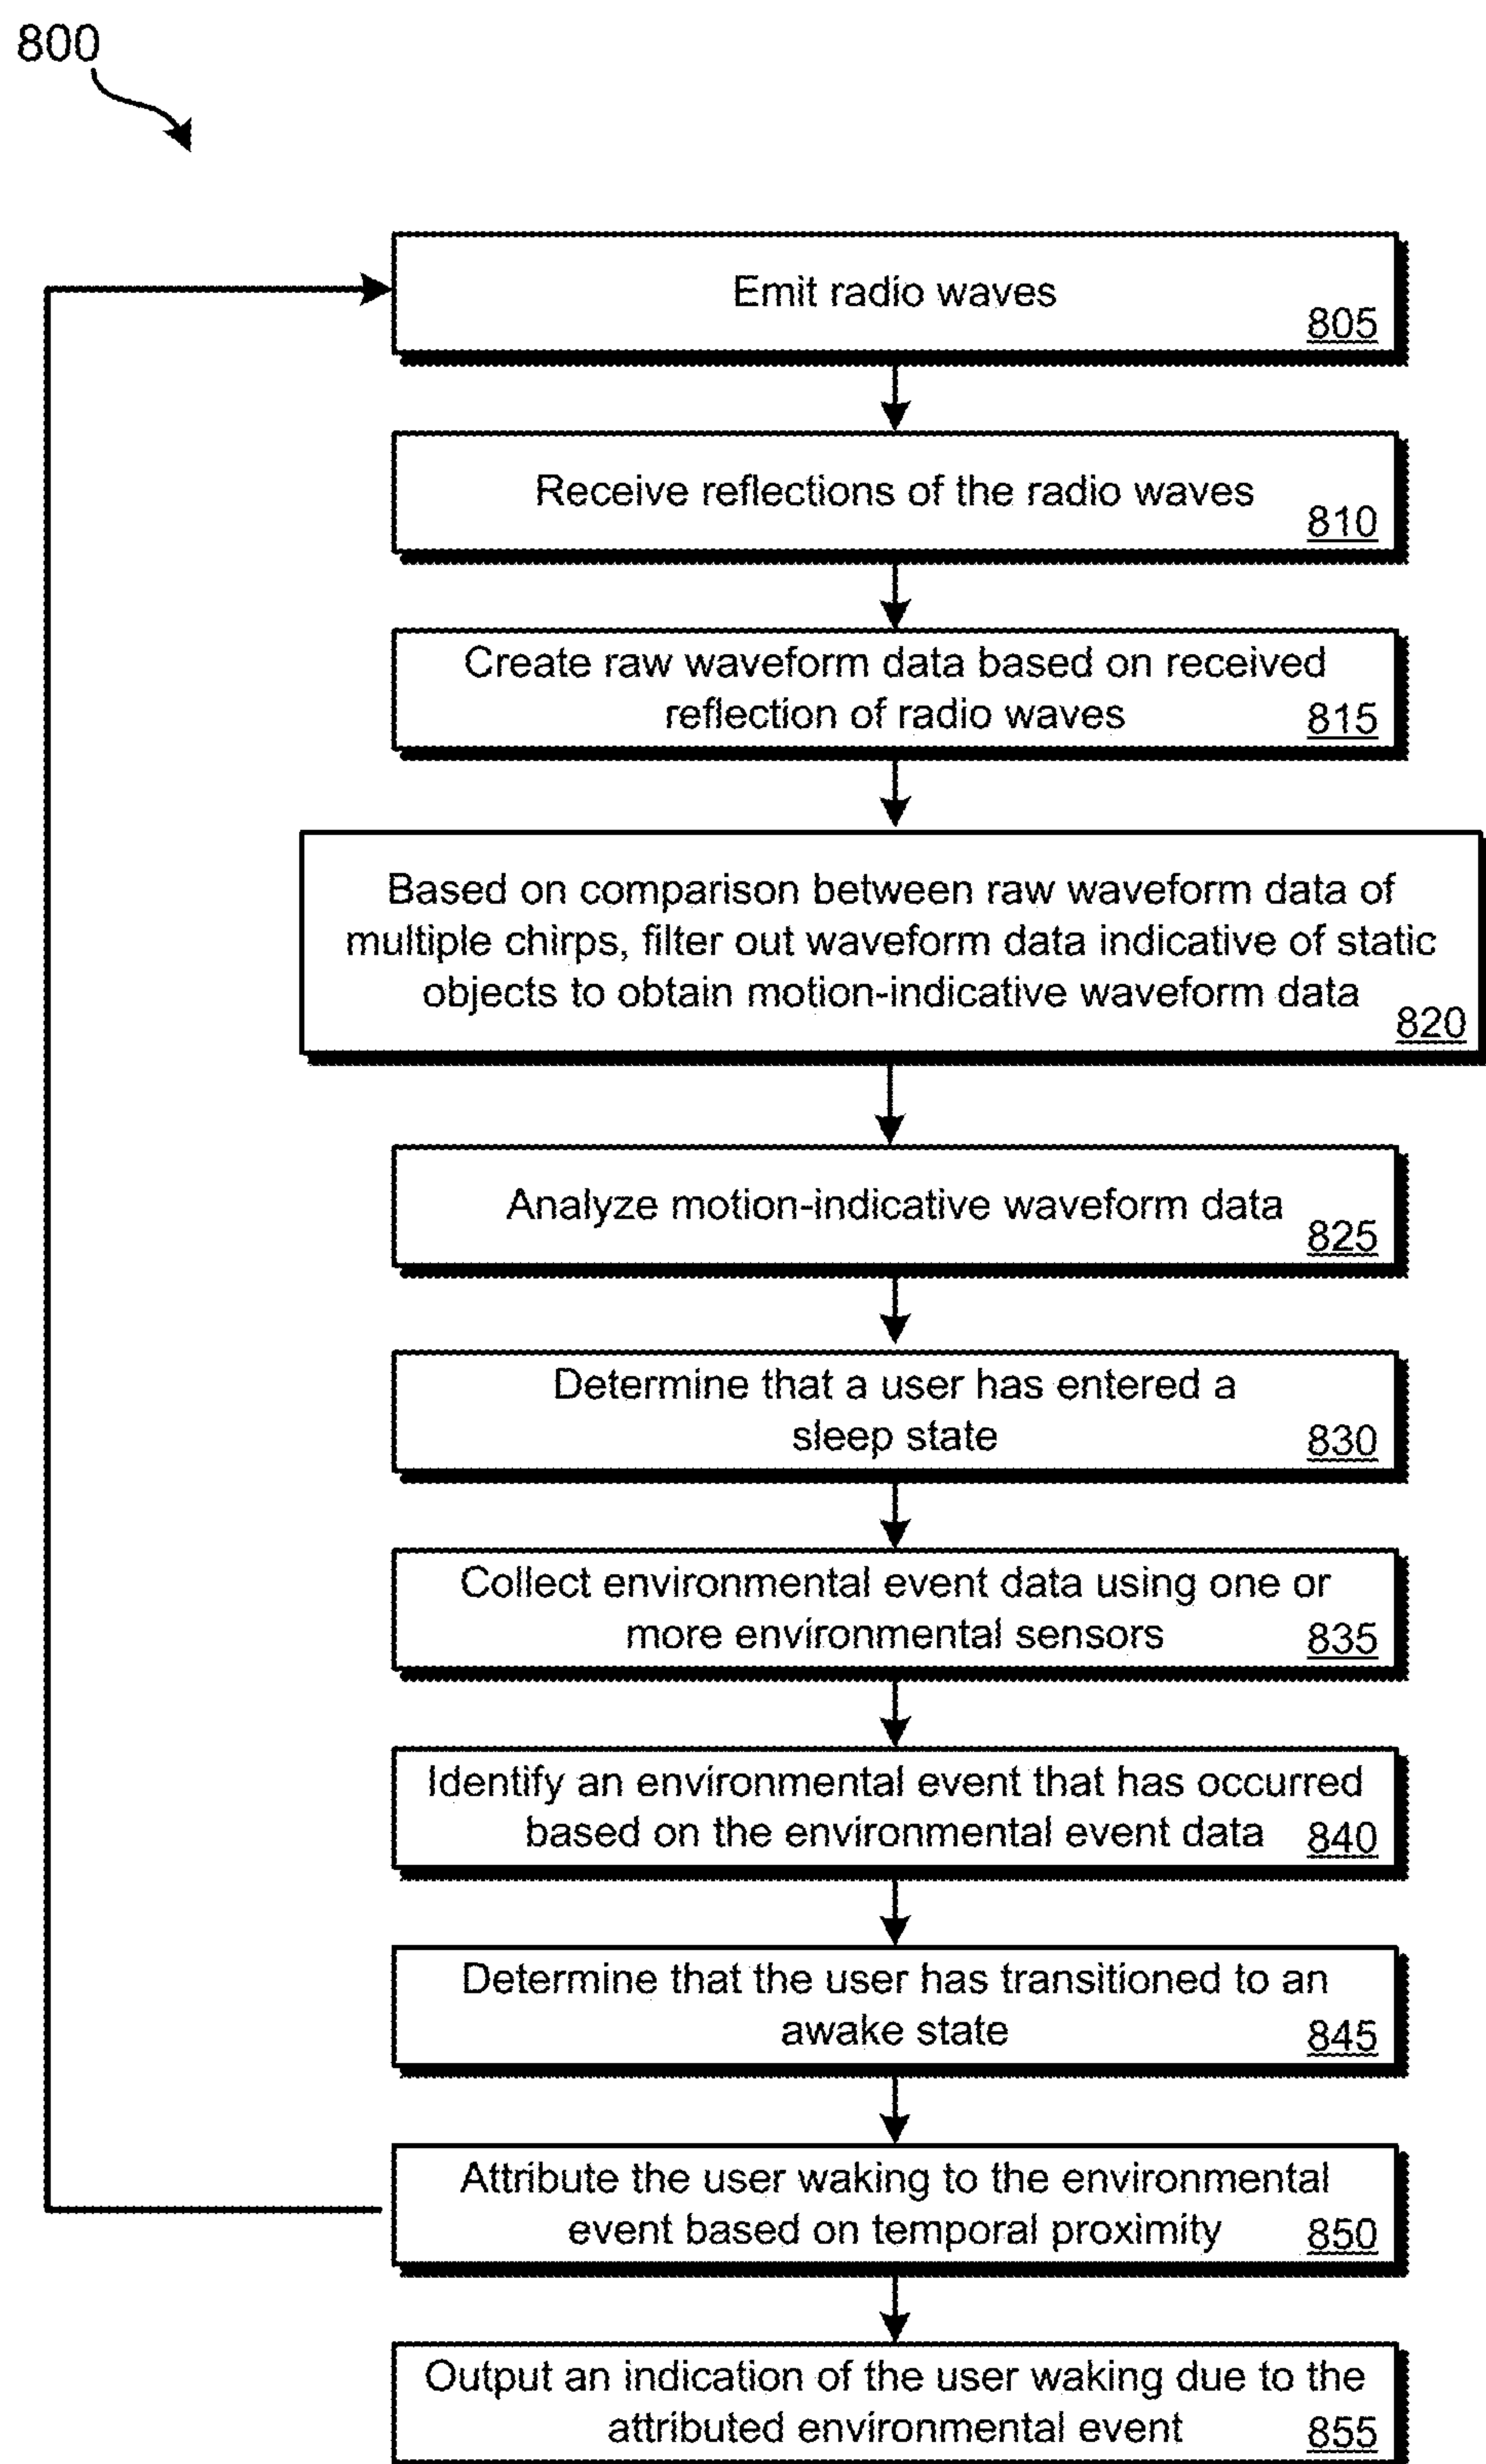 800
Emit radio waves
805
Receive reflections of the radio waves
810
Create raw waveform data based on received
reflection of radio waves
815
Based on comparison between raw waveform data of
multiple chirps, filter out waveform data indicative of static
objects to obtain motion-indicative waveform data
820
Analyze motion-indicative waveform data
825
Determine that a user has entered a
sleep state
830
Collect environmental event data using one or
more environmental sensors
835
Identify an environmental event that has occurred
based on the environmental event data
840
Determine that the user has transitioned to an
awake state
845
Attribute the user waking to the environmental
event based on temporal proximity
850
Output an indication of the user waking due to the
attributed environmental event
855